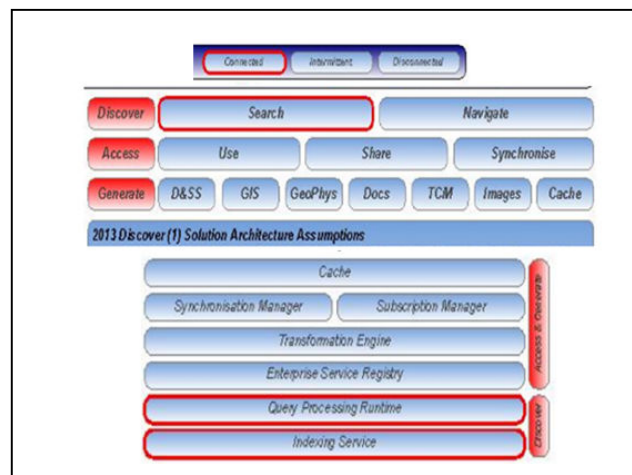 Connected Intermittent Disconnected
Discover Search Navigate
Access Use Share Synchronise
Generate D&SS GIS GeoPhys Docs TCM Images Cache
2013 Discover (1) Solution Architecture Assumptions
Cache
Synchronisation Manager Subscription Manager
Transformation Engine
Enterprise Service Registry
Access & Generate
Query Processing Runtime
Indexing Service
Discover